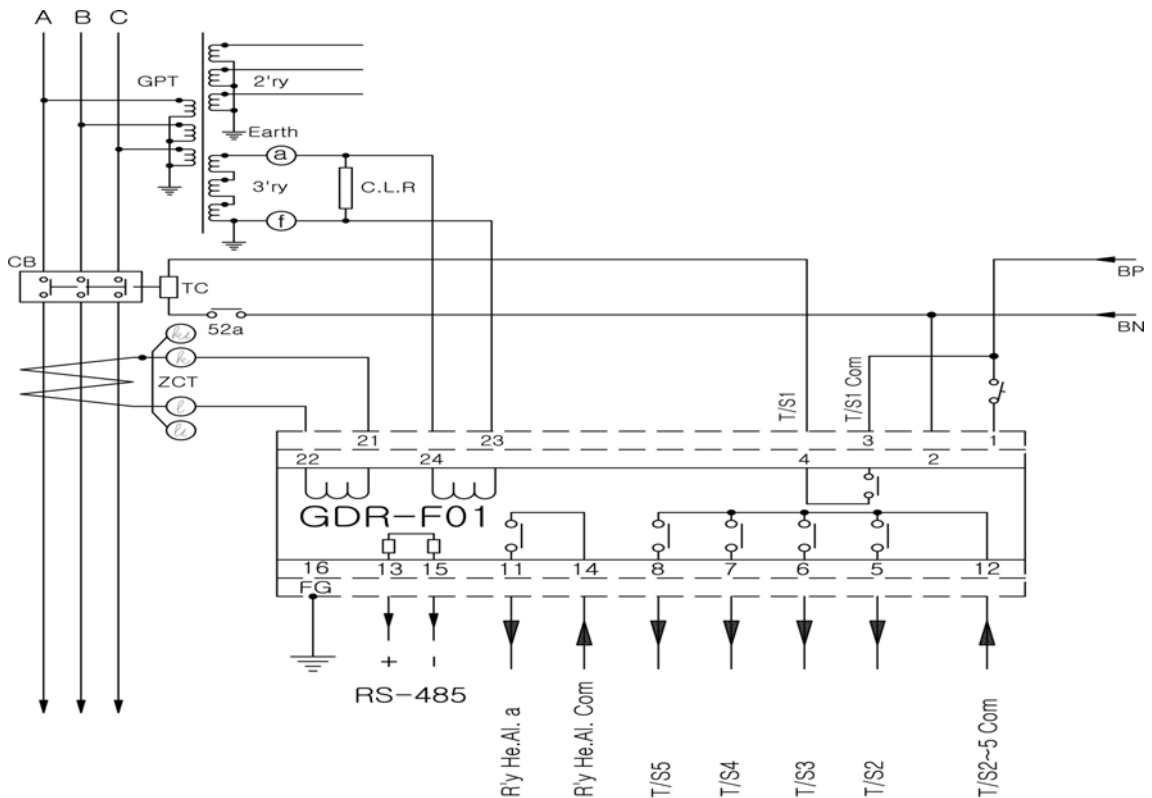 A B C
GPT
2'ry
Earth
a
3'ry
C.L.R
f
CB
TC
BP
52a
BN
kt
k
ZCT
l
lt
T/S1
T/S1 Com
21 23 3 1
22 24 4 2
GDR-F01
16 13 15 11 14 8 7 6 5 12
FG
+ -
RS-485
R'y He.Al. a
R'y He.Al. Com
T/S5
T/S4
T/S3
T/S2
T/S2~5 Com